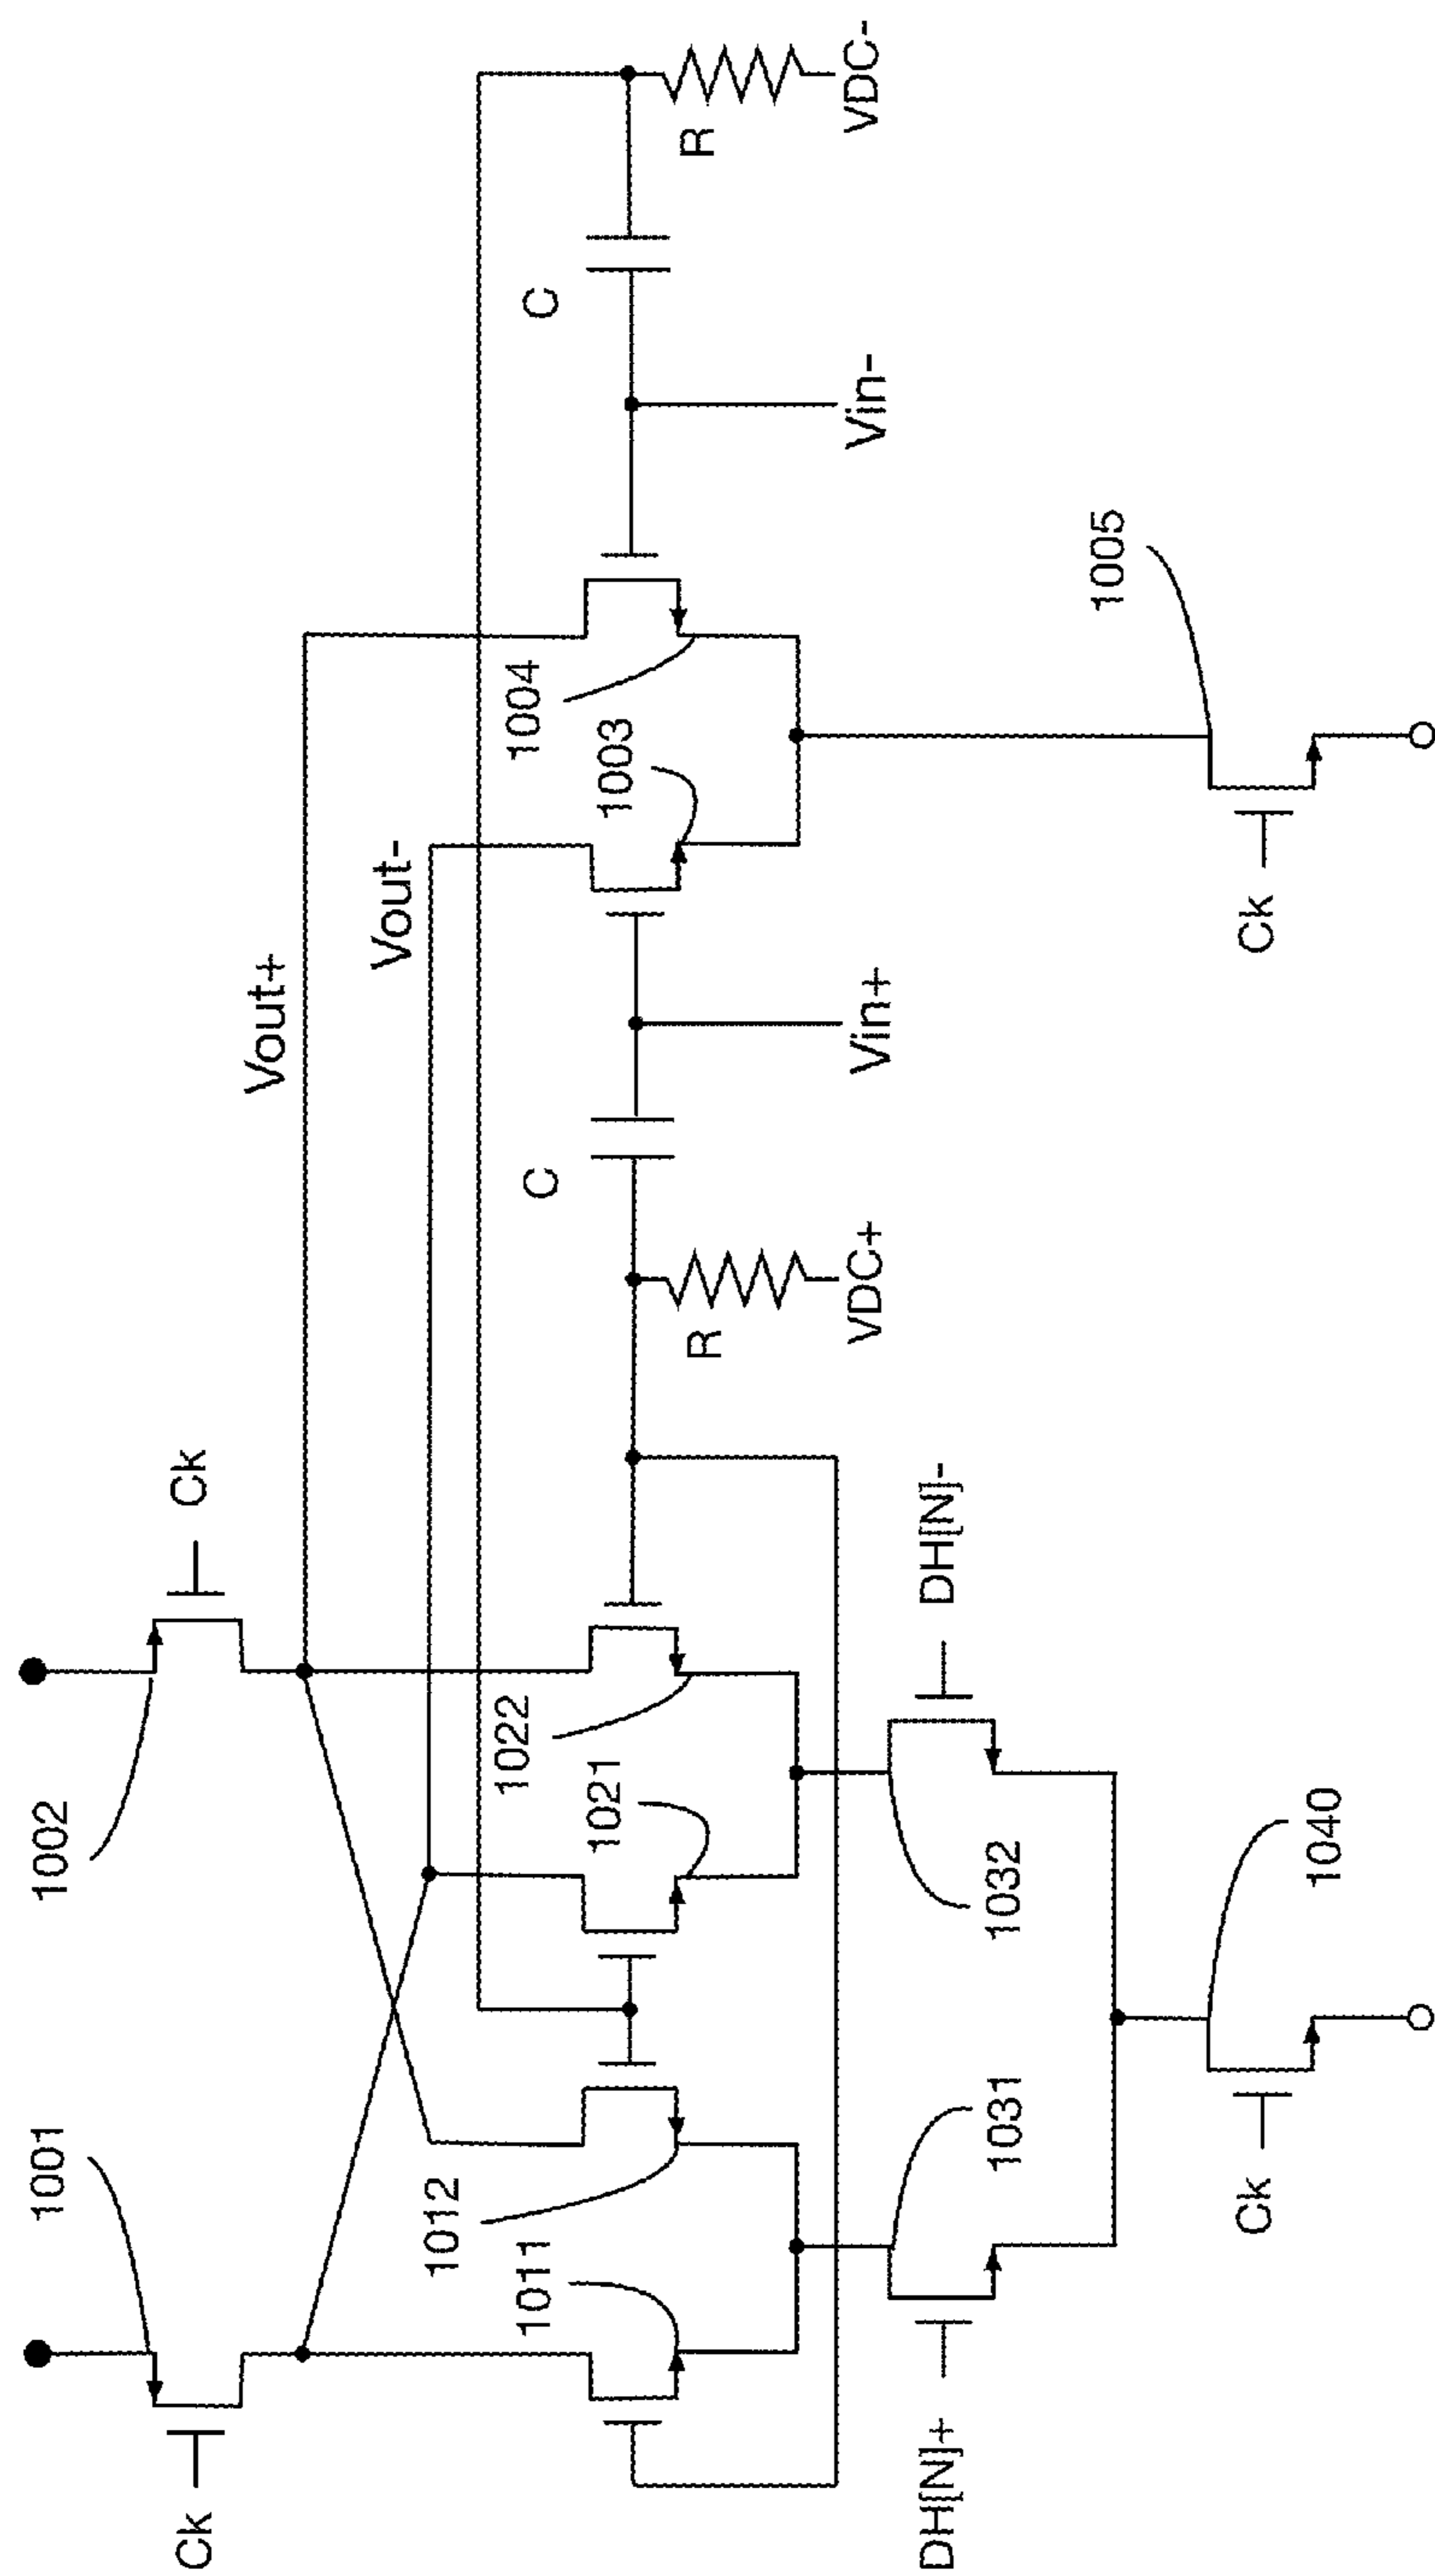 1001
1002
Ck
Ck
Vout+
Vout-
1012
1011
1022
1021
1004
1003
C
C
R
R
VDC+
Vin+
Vin-
VDC-
DH[N]+
DH[N]-
1031
1032
1005
Ck
Ck
1040